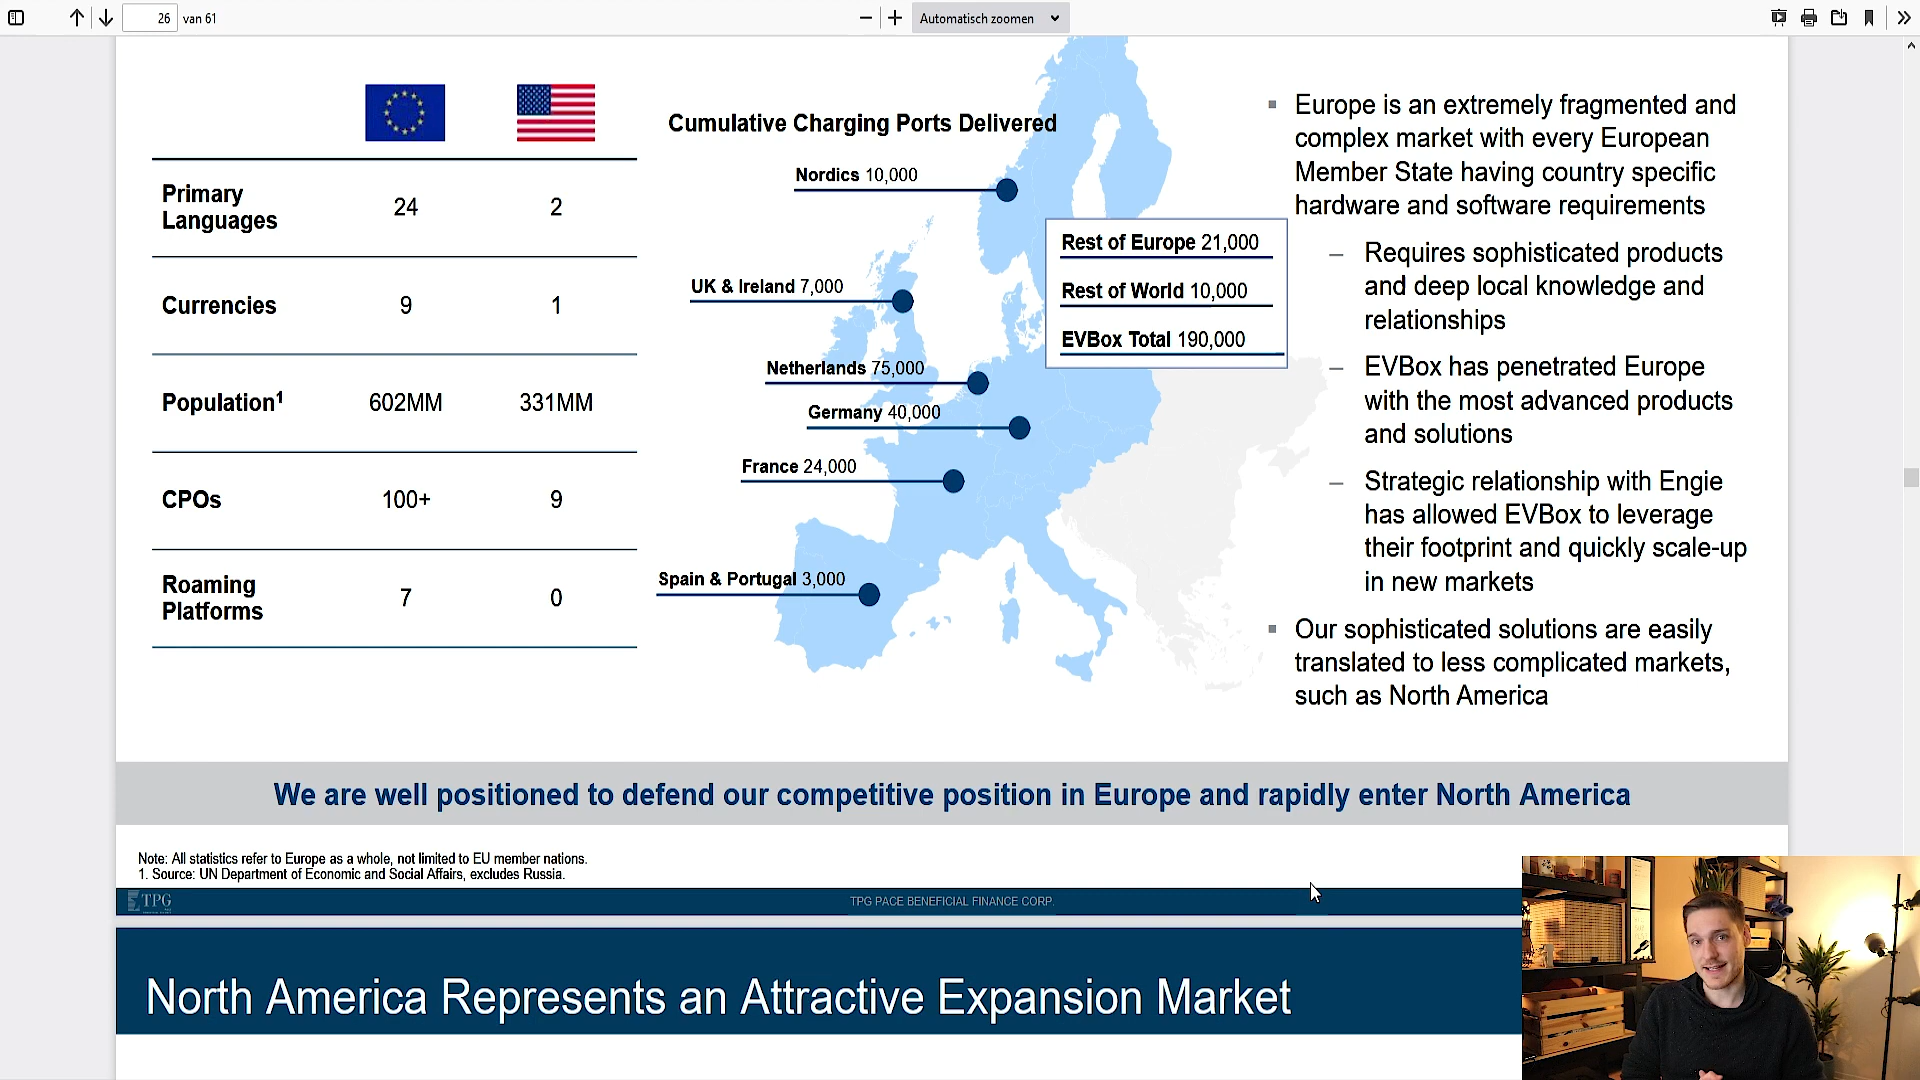 26 van 61
Automatisch zoomen
Primary
Languages
24 2
Currencies 9 1
Population¹ 602MM 331MM
CPOs 100+ 9
Roaming
Platforms
7 0
Cumulative Charging Ports Delivered
Nordics 10,000
UK & Ireland 7,000
Netherlands 75,000
Germany 40,000
France 24,000
Spain & Portugal 3,000
Rest of Europe 21,000
Rest of World 10,000
EVBox Total 190,000
▪ Europe is an extremely fragmented and
complex market with every European
Member State having country specific
hardware and software requirements
– Requires sophisticated products
and deep local knowledge and
relationships
– EVBox has penetrated Europe
with the most advanced products
and solutions
– Strategic relationship with Engie
has allowed EVBox to leverage
their footprint and quickly scale-up
in new markets
▪ Our sophisticated solutions are easily
translated to less complicated markets,
such as North America
We are well positioned to defend our competitive position in Europe and rapidly enter North America
Note: All statistics refer to Europe as a whole, not limited to EU member nations.
1. Source: UN Department of Economic and Social Affairs, excludes Russia.
TPG
TPG PACE BENEFICIAL FINANCE CORP.
North America Represents an Attractive Expansion Market